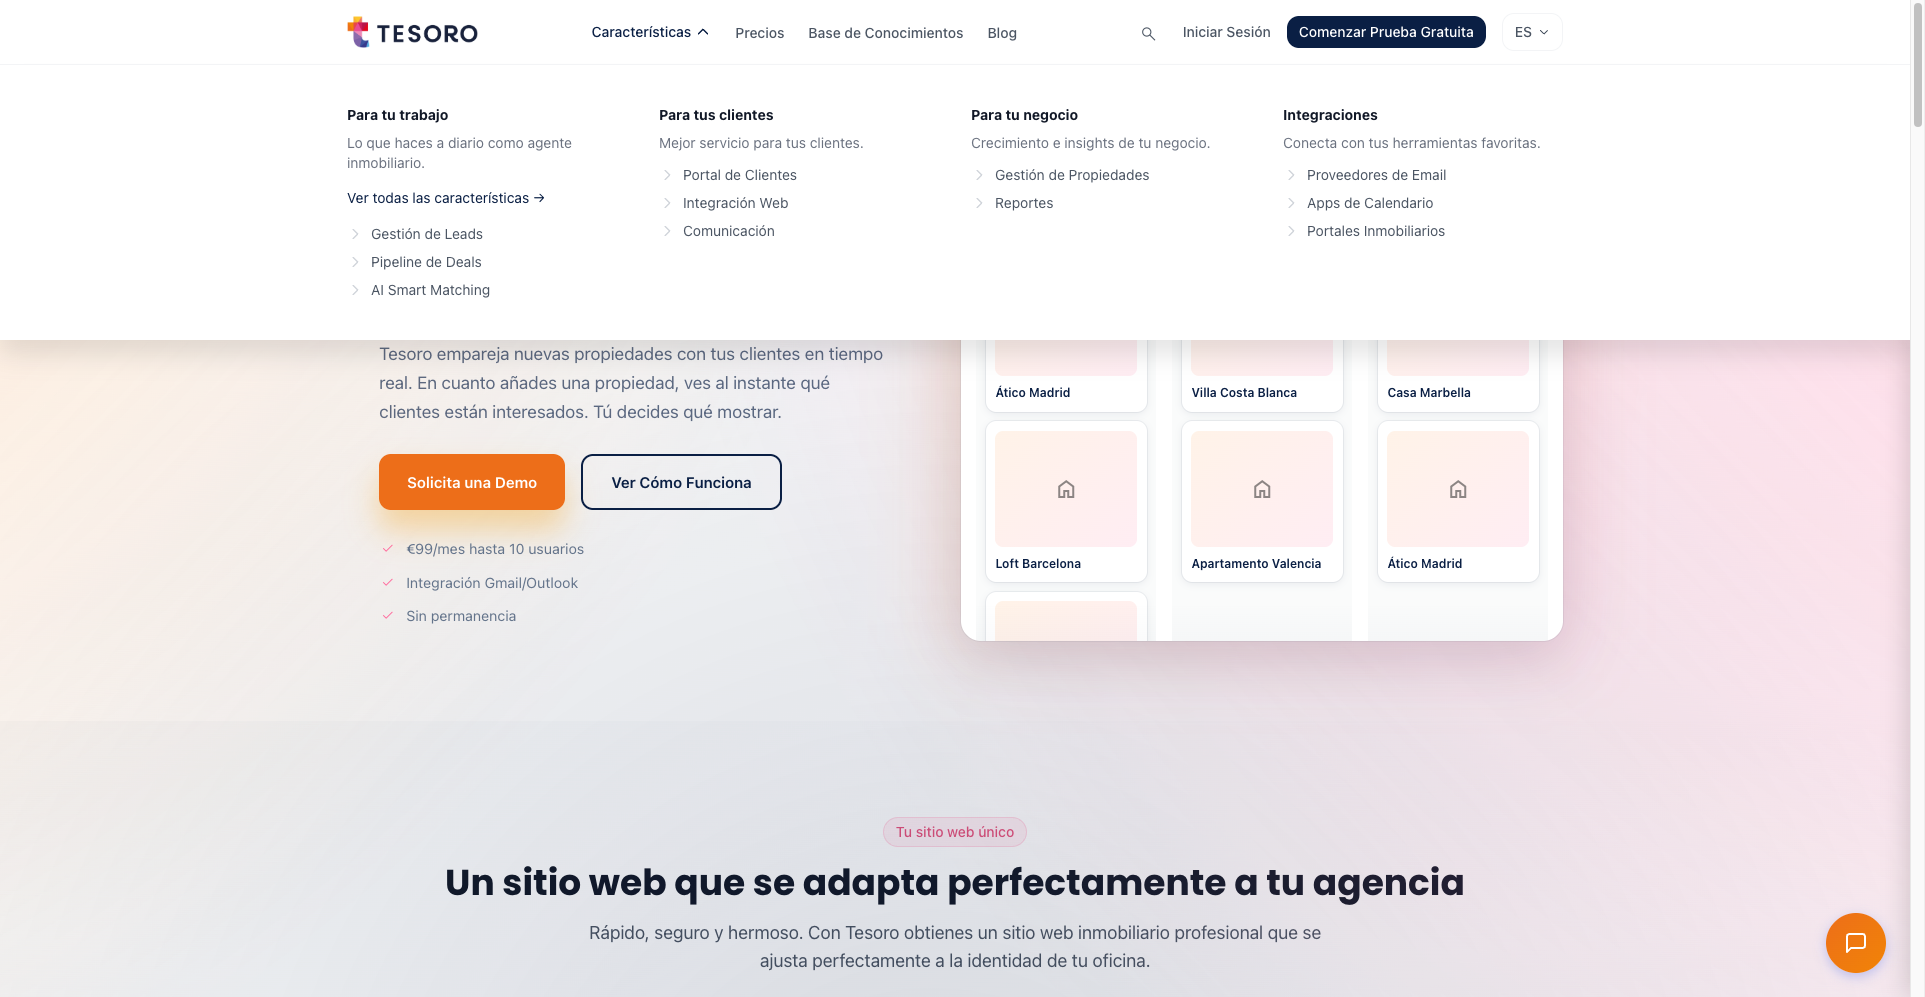 TESORO
Características
Precios
Base de Conocimientos
Blog
Iniciar Sesión
Comenzar Prueba Gratuita
ES
Para tu trabajo
Lo que haces a diario como agente
inmobiliario.
Ver todas las características →
Gestión de Leads
Pipeline de Deals
AI Smart Matching
Para tus clientes
Mejor servicio para tus clientes.
Portal de Clientes
Integración Web
Comunicación
Para tu negocio
Crecimiento e insights de tu negocio.
Gestión de Propiedades
Reportes
Integraciones
Conecta con tus herramientas favoritas.
Proveedores de Email
Apps de Calendario
Portales Inmobiliarios
Tesoro empareja nuevas propiedades con tus clientes en tiempo
real. En cuanto añades una propiedad, ves al instante qué
clientes están interesados. Tú decides qué mostrar.
Solicita una Demo
Ver Cómo Funciona
€99/mes hasta 10 usuarios
Integración Gmail/Outlook
Sin permanencia
Ático Madrid
Villa Costa Blanca
Casa Marbella
Loft Barcelona
Apartamento Valencia
Ático Madrid
Tu sitio web único
Un sitio web que se adapta perfectamente a tu agencia
Rápido, seguro y hermoso. Con Tesoro obtienes un sitio web inmobiliario profesional que se
ajusta perfectamente a la identidad de tu oficina.